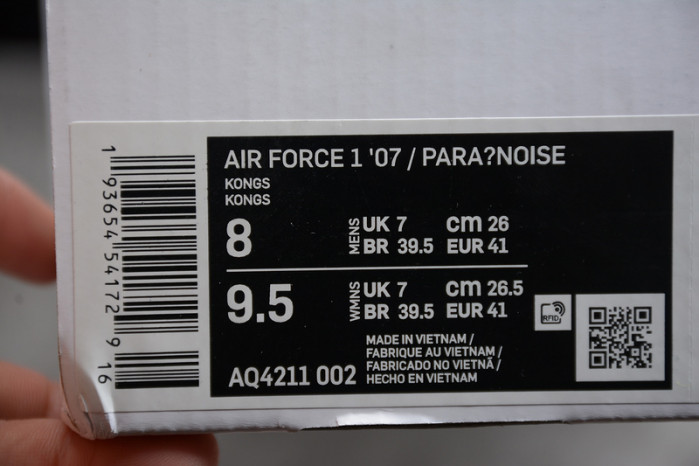 AIR FORCE 1 '07 / PARA?NOISE
KONGS
KONGS
8 MENS UK 7 cm 26
BR 39.5 EUR 41
9.5 WMNS UK 7 cm 26.5
BR 39.5 EUR 41
RFID
MADE IN VIETNAM /
FABRIQUE AU VIETNAM /
FABRICADO NO VIETNÃ /
HECHO EN VIETNAM
AQ4211 002
1 93654 54172 9 16